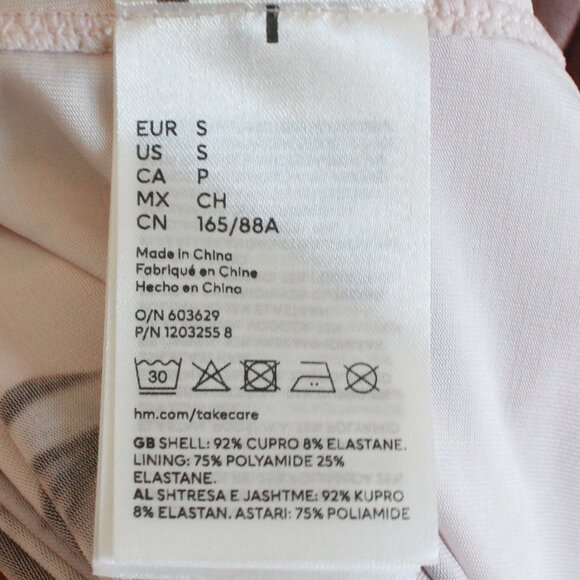 EUR S
US S
CA P
MX CH
CN 165/88A
Made in China
Fabriqué en Chine
Hecho en China
O/N 603629
P/N 1203255 8
30
hm.com/takecare
GB SHELL: 92% CUPRO 8% ELASTANE.
LINING: 75% POLYAMIDE 25%
ELASTANE.
AL SHTRESA E JASHTME: 92% KUPRO
8% ELASTAN. ASTARI: 75% POLIAMIDE